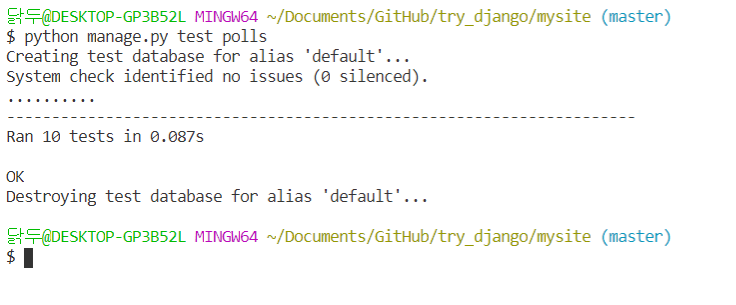 닭두@DESKTOP-GP3B52L MINGW64 ~/Documents/GitHub/try_django/mysite (master)
$ python manage.py test polls
Creating test database for alias 'default'...
System check identified no issues (0 silenced).
..........
----------------------------------------------------------------------
Ran 10 tests in 0.087s
OK
Destroying test database for alias 'default'...
닭두@DESKTOP-GP3B52L MINGW64 ~/Documents/GitHub/try_django/mysite (master)
$